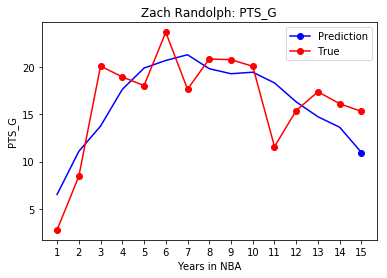 Zach Randolph: PTS_G
Prediction
True
20
15
10
5
PTS_G
1 2 3 4 5 6 7 8 9 10 11 12 13 14 15
Years in NBA